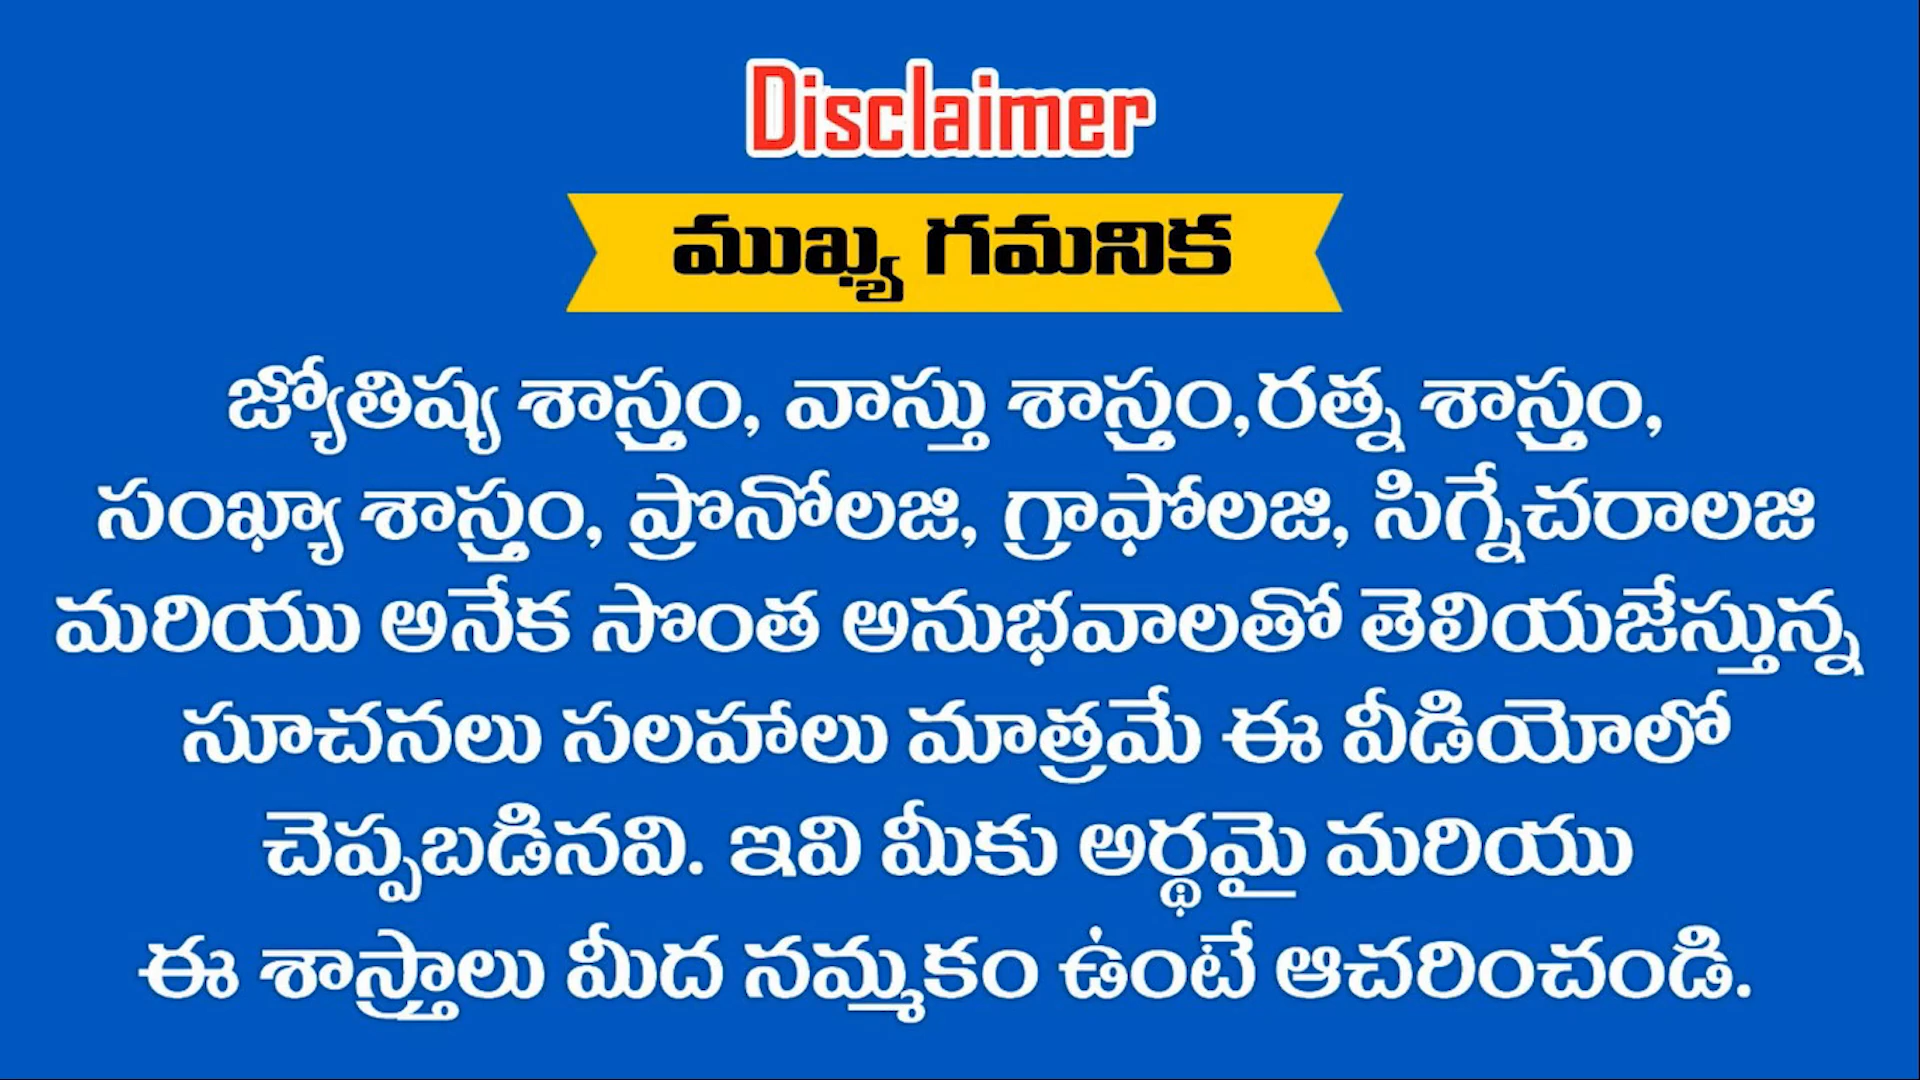 Disclaimer
ముఖ్య గమనిక
జ్యోతిష్య శాస్త్రం, వాస్తు శాస్త్రం,రత్న శాస్త్రం,
సంఖ్యా శాస్త్రం, ప్రొనోలజి, గ్రాఫోలజి, సిగ్నేచరాలజి
మరియు అనేక సొంత అనుభవాలతో తెలియజేస్తున్న
సూచనలు సలహాలు మాత్రమే ఈ వీడియోలో
చెప్పబడినవి. ఇవి మీకు అర్థమై మరియు
ఈ శాస్త్రాలు మీద నమ్మకం ఉంటే ఆచరించండి.